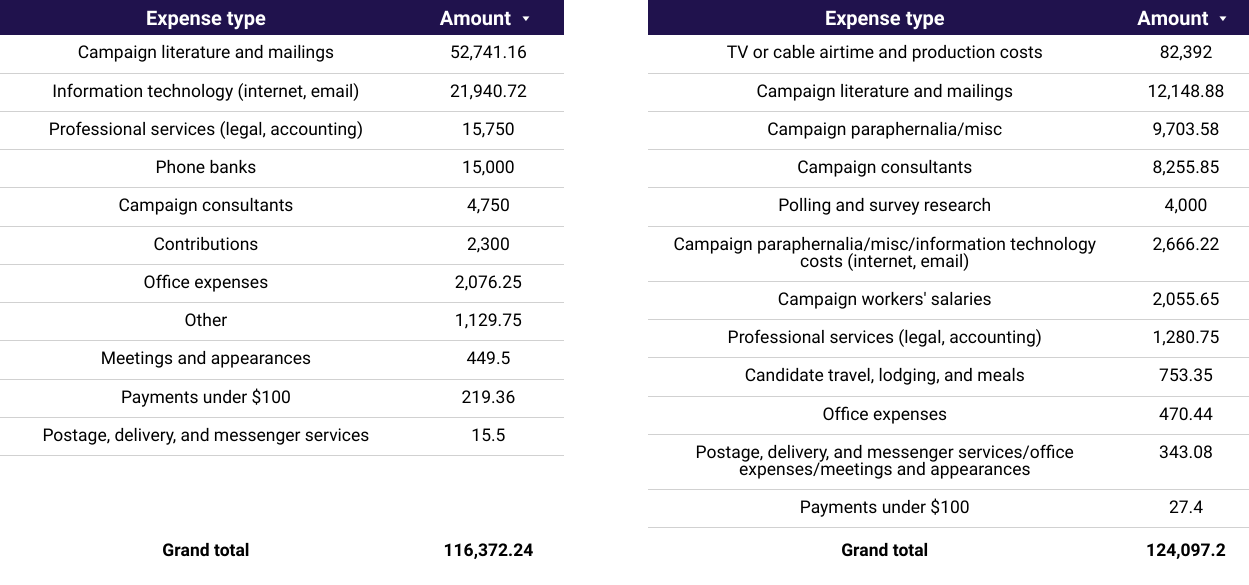 Expense type Amount ▼
Campaign literature and mailings 52,741.16
Information technology (internet, email) 21,940.72
Professional services (legal, accounting) 15,750
Phone banks 15,000
Campaign consultants 4,750
Contributions 2,300
Office expenses 2,076.25
Other 1,129.75
Meetings and appearances 449.5
Payments under $100 219.36
Postage, delivery, and messenger services 15.5
Grand total 116,372.24
Expense type Amount ▼
TV or cable airtime and production costs 82,392
Campaign literature and mailings 12,148.88
Campaign paraphernalia/misc 9,703.58
Campaign consultants 8,255.85
Polling and survey research 4,000
Campaign paraphernalia/misc/information technology 2,666.22
costs (internet, email)
Campaign workers' salaries 2,055.65
Professional services (legal, accounting) 1,280.75
Candidate travel, lodging, and meals 753.35
Office expenses 470.44
Postage, delivery, and messenger services/office 343.08
expenses/meetings and appearances
Payments under $100 27.4
Grand total 124,097.2